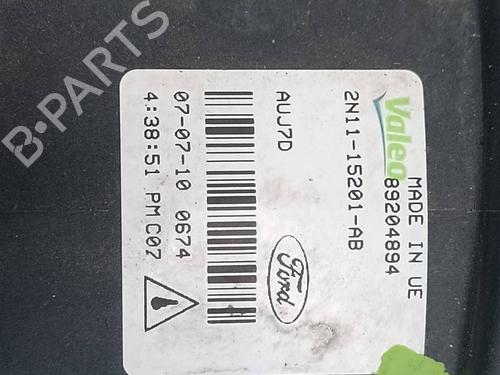 MADE IN UE
Valeo 89204894
2N11-15201-AB
AUJ7D
Ford
07-07-10 0674
4:38:51 PM C07
B-PARTS